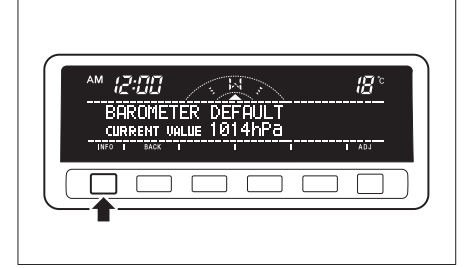 AM 12:00 18°C
BAROMETER DEFAULT
CURRENT VALUE 1014hPa
INFO BACK ADJ